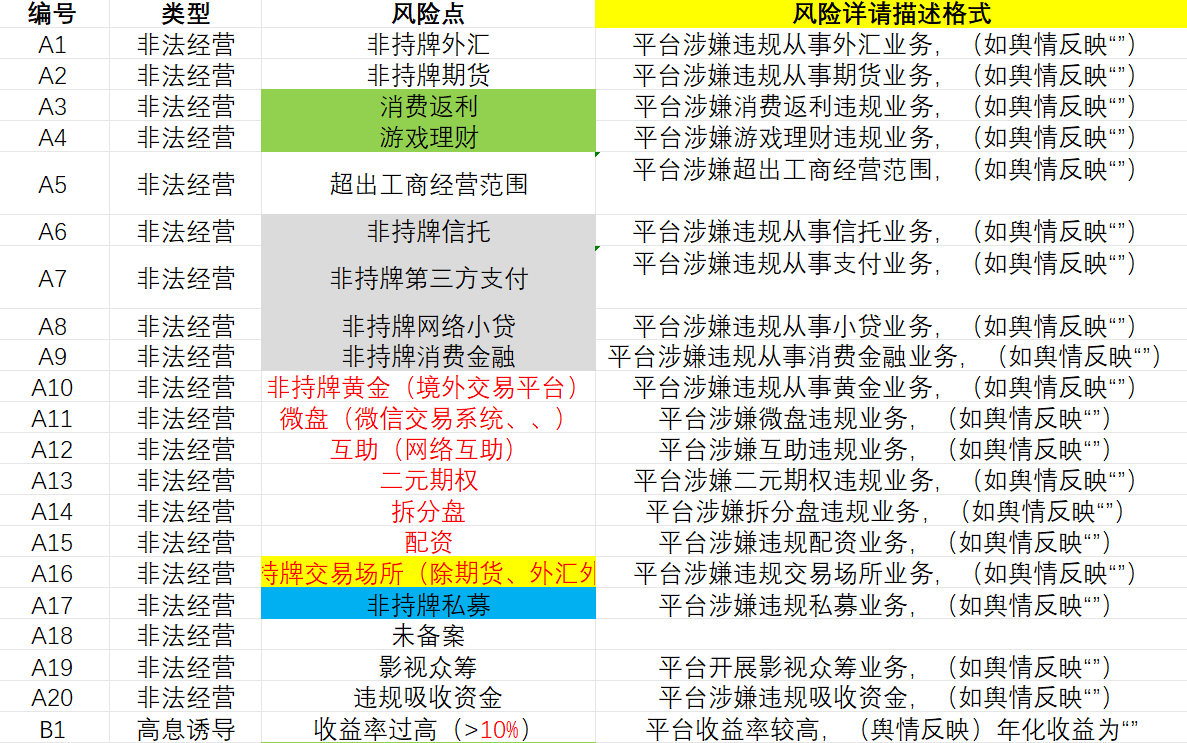 编号 类型 风险点 风险详请描述格式
A1 非法经营 非持牌外汇 平台涉嫌违规从事外汇业务，（如舆情反映“”）
A2 非法经营 非持牌期货 平台涉嫌违规从事期货业务，（如舆情反映“”）
A3 非法经营 消费返利 平台涉嫌消费返利违规业务，（如舆情反映“”）
A4 非法经营 游戏理财 平台涉嫌游戏理财违规业务，（如舆情反映“”）
A5 非法经营 超出工商经营范围 平台涉嫌超出工商经营范围，（如舆情反映“”）
A6 非法经营 非持牌信托 平台涉嫌违规从事信托业务，（如舆情反映“”）
A7 非法经营 非持牌第三方支付 平台涉嫌违规从事支付业务，（如舆情反映“”）
A8 非法经营 非持牌网络小贷 平台涉嫌违规从事小贷业务，（如舆情反映“”）
A9 非法经营 非持牌消费金融 平台涉嫌违规从事消费金融业务，（如舆情反映“”）
A10 非法经营 非持牌黄金（境外交易平台） 平台涉嫌违规从事黄金业务，（如舆情反映“”）
A11 非法经营 微盘（微信交易系统、、） 平台涉嫌微盘违规业务，（如舆情反映“”）
A12 非法经营 互助（网络互助） 平台涉嫌互助违规业务，（如舆情反映“”）
A13 非法经营 二元期权 平台涉嫌二元期权违规业务，（如舆情反映“”）
A14 非法经营 拆分盘 平台涉嫌拆分盘违规业务，（如舆情反映“”）
A15 非法经营 配资 平台涉嫌违规配资业务，（如舆情反映“”）
A16 非法经营 持牌交易场所（除期货、外汇外 平台涉嫌违规交易场所业务，（如舆情反映“”）
A17 非法经营 非持牌私募 平台涉嫌违规私募业务，（如舆情反映“”）
A18 非法经营 未备案
A19 非法经营 影视众筹 平台开展影视众筹业务，（如舆情反映“”）
A20 非法经营 违规吸收资金 平台涉嫌违规吸收资金，（如舆情反映“”）
B1 高息诱导 收益率过高（>10%） 平台收益率较高，（舆情反映）年化收益为“”